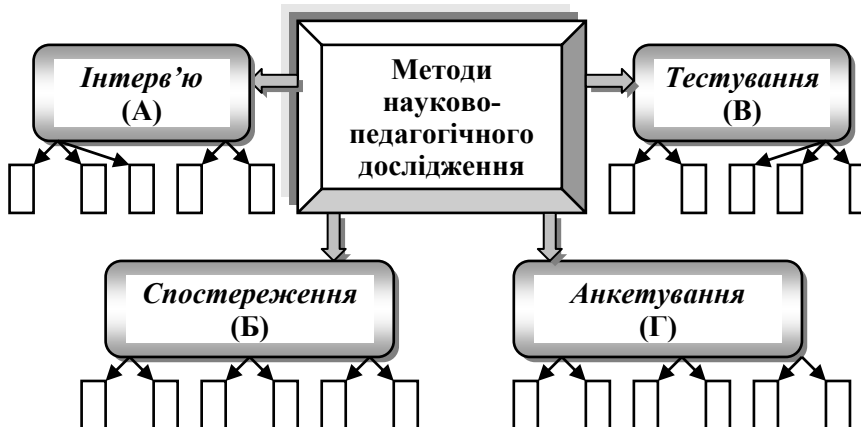 Методи
науково-
педагогічного
дослідження
Інтерв’ю
(А)
Тестування
(В)
Спостереження
(Б)
Анкетування
(Г)